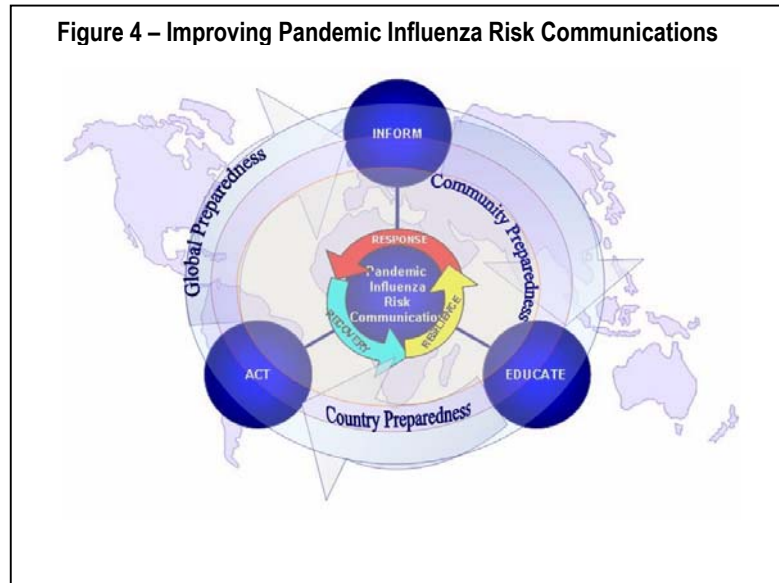 Figure 4 – Improving Pandemic Influenza Risk Communications
INFORM
Global Preparedness
Community Preparedness
RESPONSE
Pandemic
Influenza
Risk
Communication
RECOVERY
RESILIENCE
ACT
EDUCATE
Country Preparedness